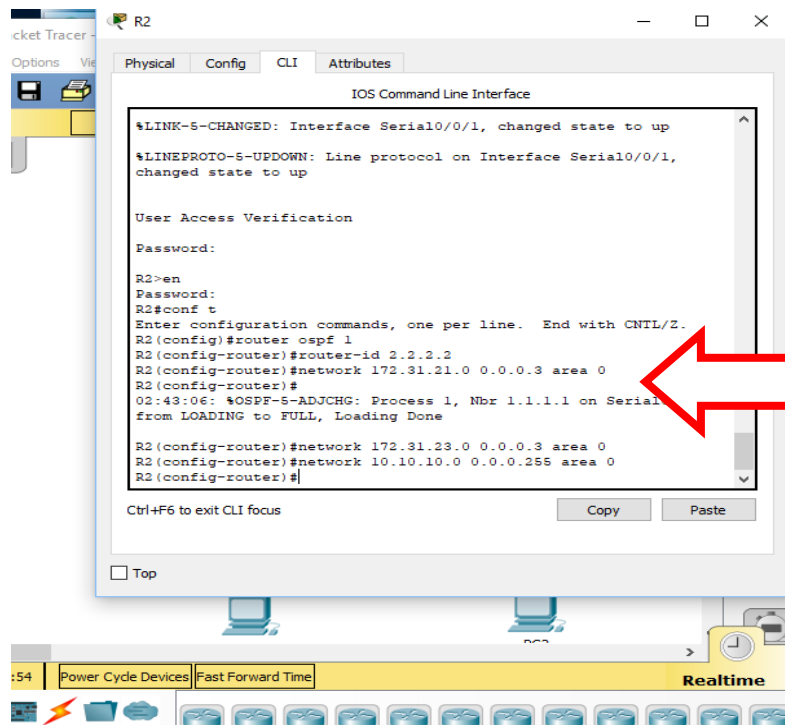 R2
cket Tracer -
Options
Physical Config CLI Attributes
IOS Command Line Interface
%LINK-5-CHANGED: Interface Serial0/0/1, changed state to up
%LINEPROTO-5-UPDOWN: Line protocol on Interface Serial0/0/1,
changed state to up
User Access Verification
Password:
R2>en
Password:
R2#conf t
Enter configuration commands, one per line. End with CNTL/Z.
R2(config)#router ospf 1
R2(config-router)#router-id 2.2.2.2
R2(config-router)#network 172.31.21.0 0.0.0.3 area 0
R2(config-router)#
02:43:06: %OSPF-5-ADJCHG: Process 1, Nbr 1.1.1.1 on Serial
from LOADING to FULL, Loading Done
R2(config-router)#network 172.31.23.0 0.0.0.3 area 0
R2(config-router)#network 10.10.10.0 0.0.0.255 area 0
R2(config-router)#
Ctrl+F6 to exit CLI focus Copy Paste
Top
:54 Power Cycle Devices Fast Forward Time Realtime